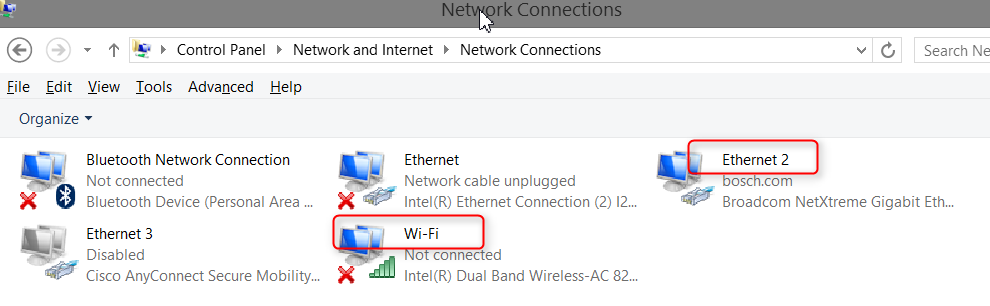 Network Connections
Control Panel Network and Internet Network Connections
Search Ne
File Edit View Tools Advanced Help
Organize
Bluetooth Network Connection
Not connected
Bluetooth Device (Personal Area ...
Ethernet
Network cable unplugged
Intel(R) Ethernet Connection (2) I2...
Ethernet 2
bosch.com
Broadcom NetXtreme Gigabit Eth...
Ethernet 3
Disabled
Cisco AnyConnect Secure Mobility...
Wi-Fi
Not connected
Intel(R) Dual Band Wireless-AC 82...